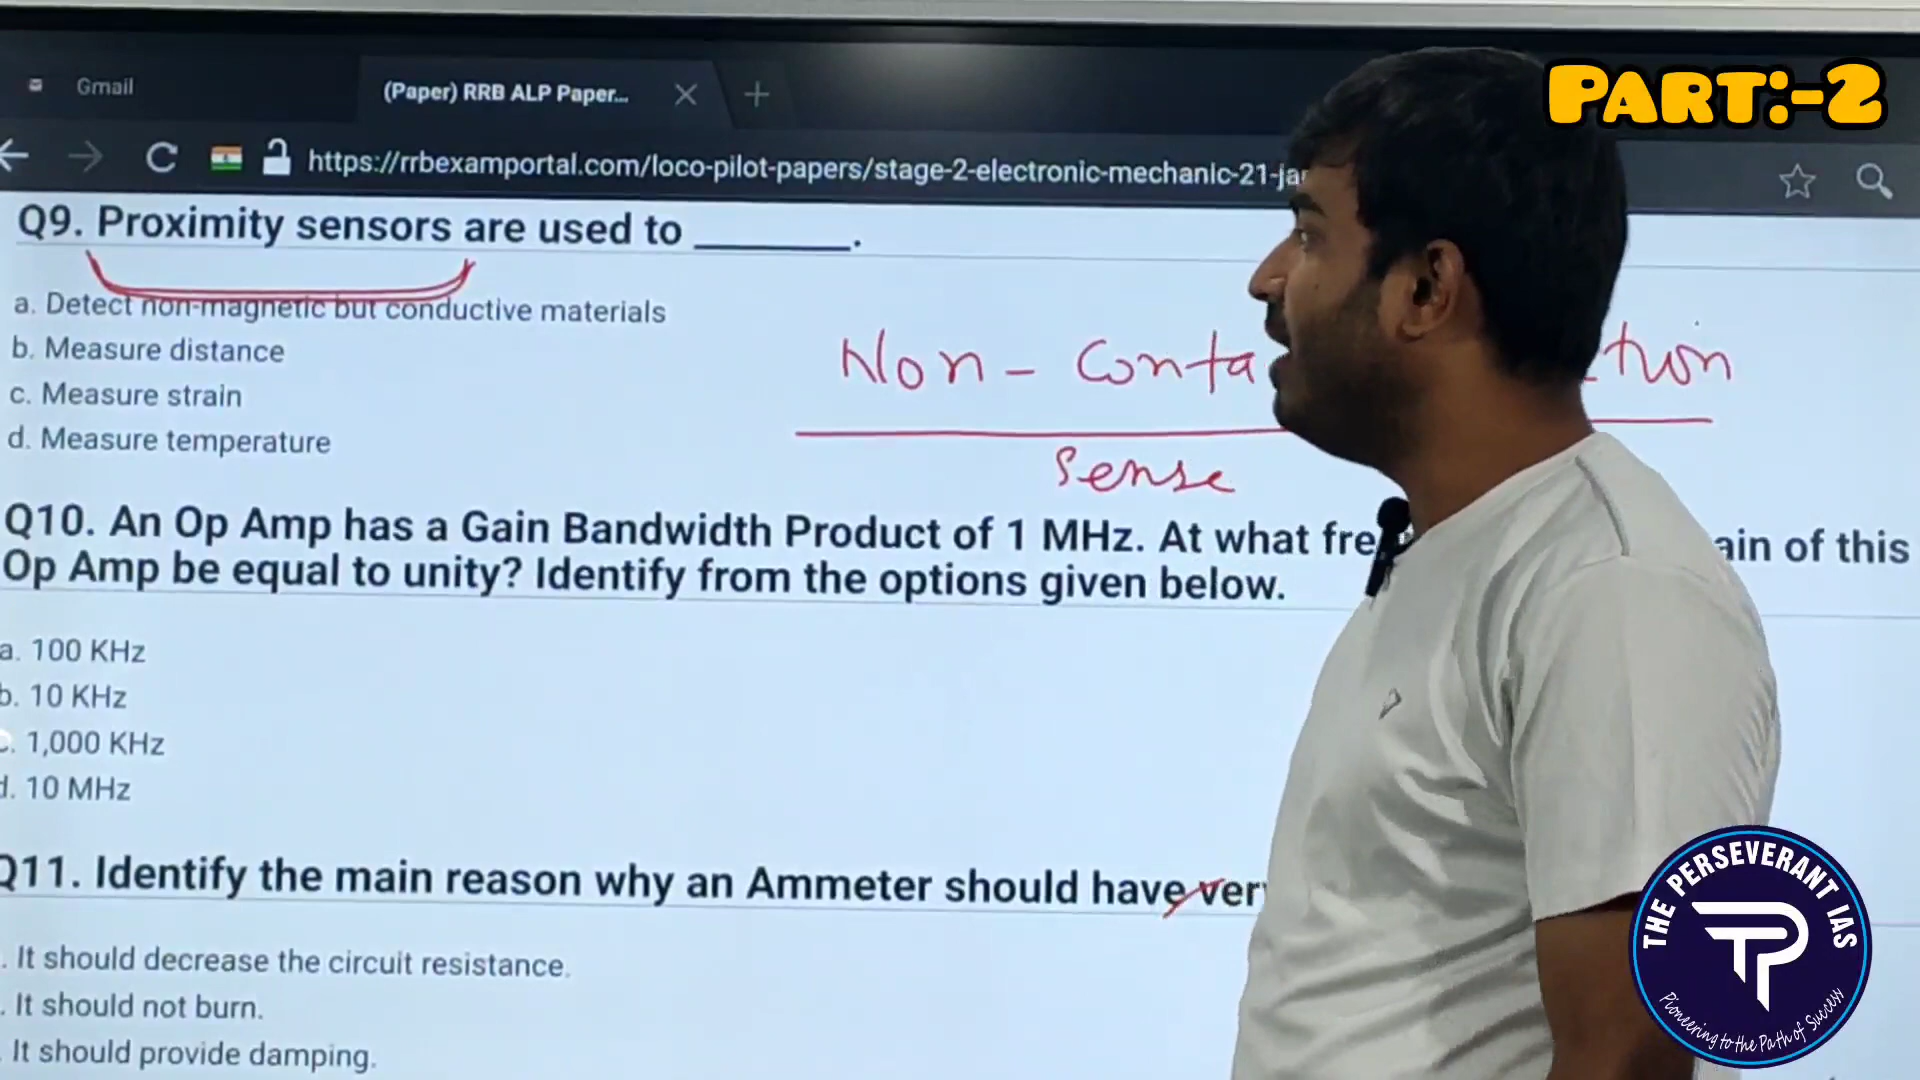 PART:-2
Gmail
(Paper) RRB ALP Paper...
https://rrbexamportal.com/loco-pilot-papers/stage-2-electronic-mechanic-21-jan
Q9. Proximity sensors are used to ________.
a. Detect non-magnetic but conductive materials
b. Measure distance
c. Measure strain
d. Measure temperature
Non - Conta tion
Sense
Q10. An Op Amp has a Gain Bandwidth Product of 1 MHz. At what fre ain of this
Op Amp be equal to unity? Identify from the options given below.
a. 100 KHz
b. 10 KHz
c. 1,000 KHz
d. 10 MHz
Q11. Identify the main reason why an Ammeter should have ver
. It should decrease the circuit resistance.
. It should not burn.
. It should provide damping.
THE PERSEVERANT IAS
TP
Pioneering to the Path of Success